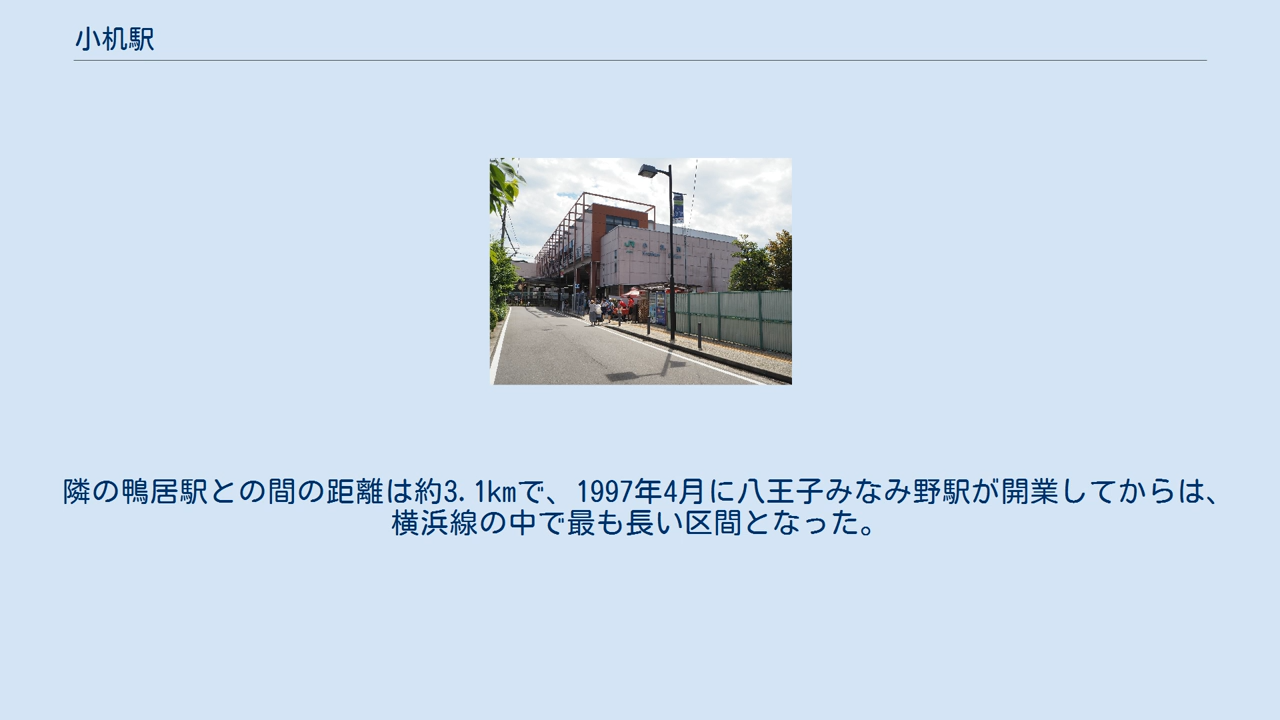 小机駅
JR
隣の鴨居駅との間の距離は約3.1kmで、1997年4月に八王子みなみ野駅が開業してからは、
横浜線の中で最も長い区間となった。